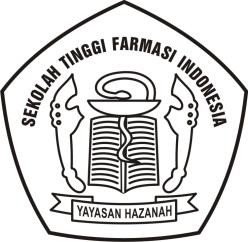 SEKOLAH TINGGI FARMASI INDONESIA
YAYASAN HAZANAH